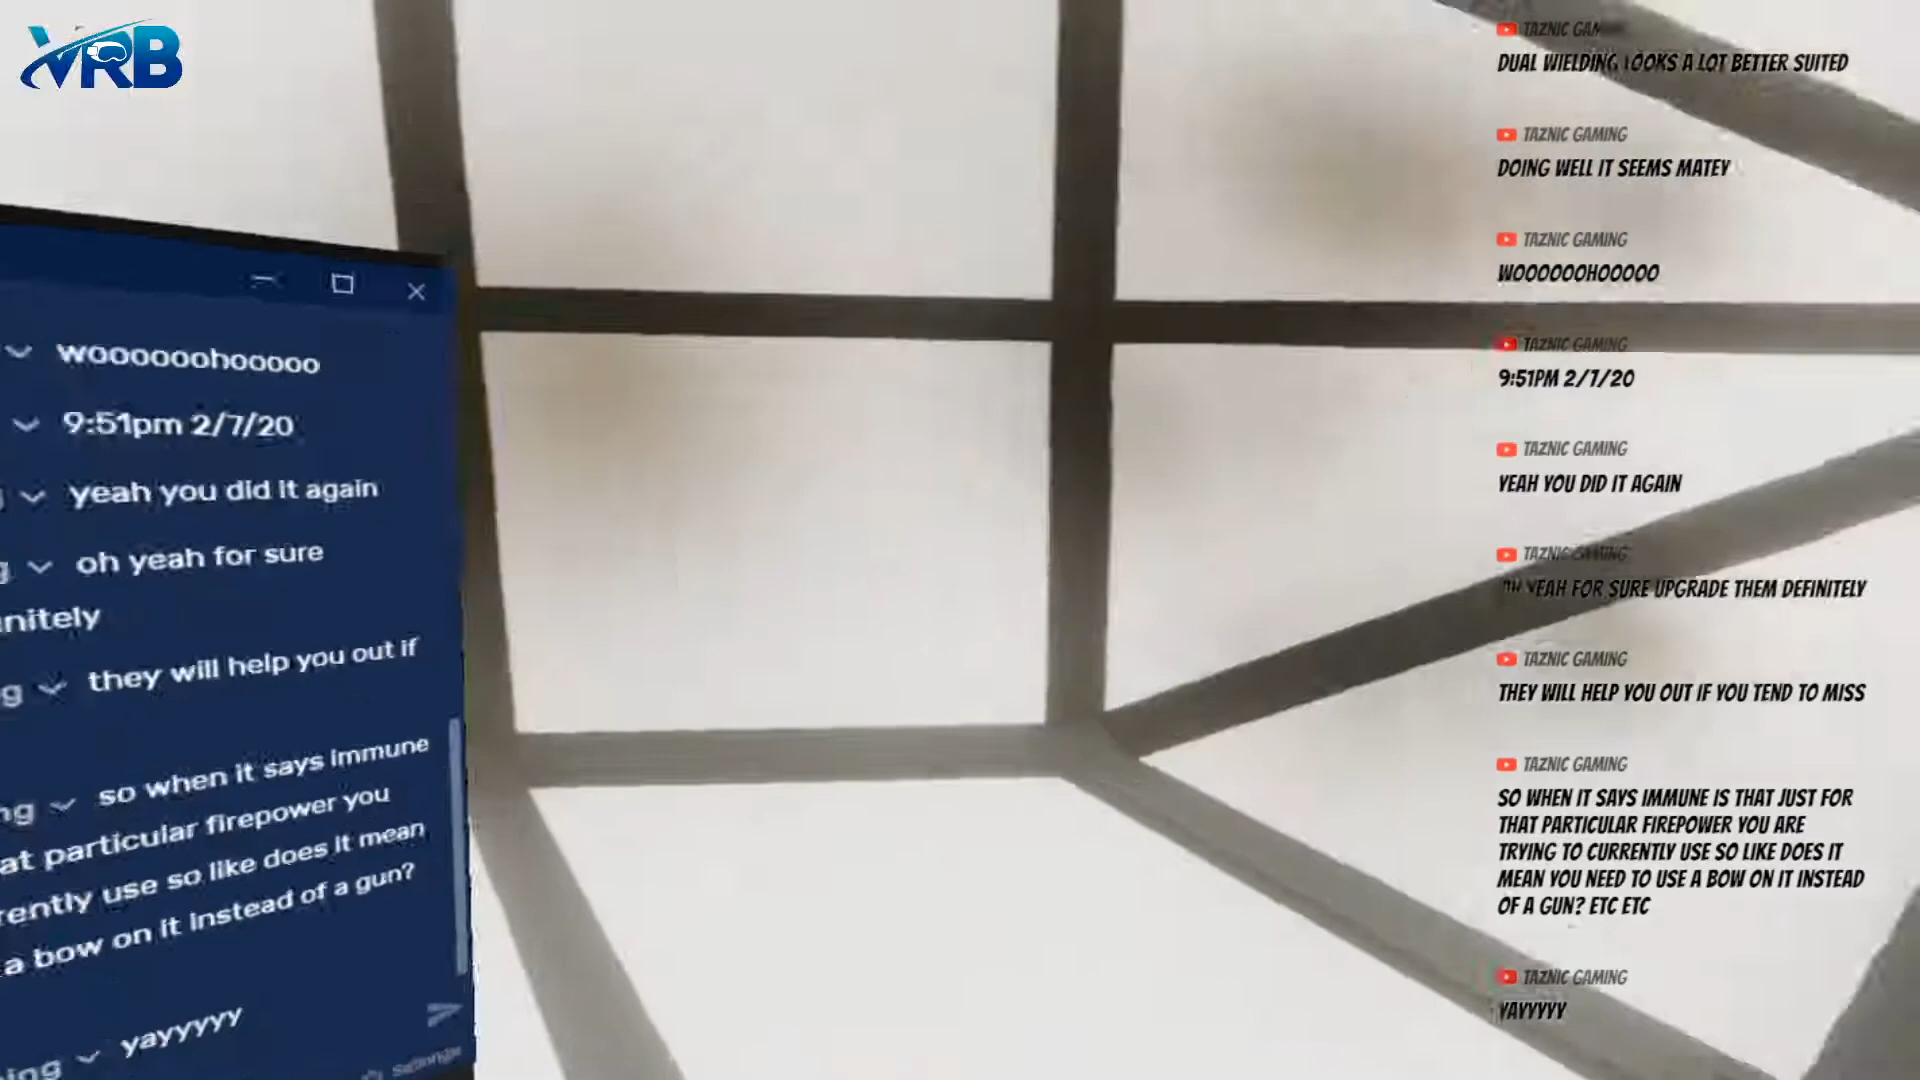 VRB
woooooohooooo
9:51pm 2/7/20
yeah you did it again
oh yeah for sure
nitely
they will help you out if
so when it says immune
at particular firepower you
rently use so like does it mean
a bow on it instead of a gun?
yayyyyy
TAZNIC GAM
DUAL WIELDING LOOKS A LOT BETTER SUITED
TAZNIC GAMING
DOING WELL IT SEEMS MATEY
TAZNIC GAMING
WOOOOOOHOOOOO
TAZNIC GAMING
9:51PM 2/7/20
TAZNIC GAMING
YEAH YOU DID IT AGAIN
TAZNIC GAMING
OH YEAH FOR SURE UPGRADE THEM DEFINITELY
TAZNIC GAMING
THEY WILL HELP YOU OUT IF YOU TEND TO MISS
TAZNIC GAMING
SO WHEN IT SAYS IMMUNE IS THAT JUST FOR
THAT PARTICULAR FIREPOWER YOU ARE
TRYING TO CURRENTLY USE SO LIKE DOES IT
MEAN YOU NEED TO USE A BOW ON IT INSTEAD
OF A GUN? ETC ETC
TAZNIC GAMING
YAYYYYY